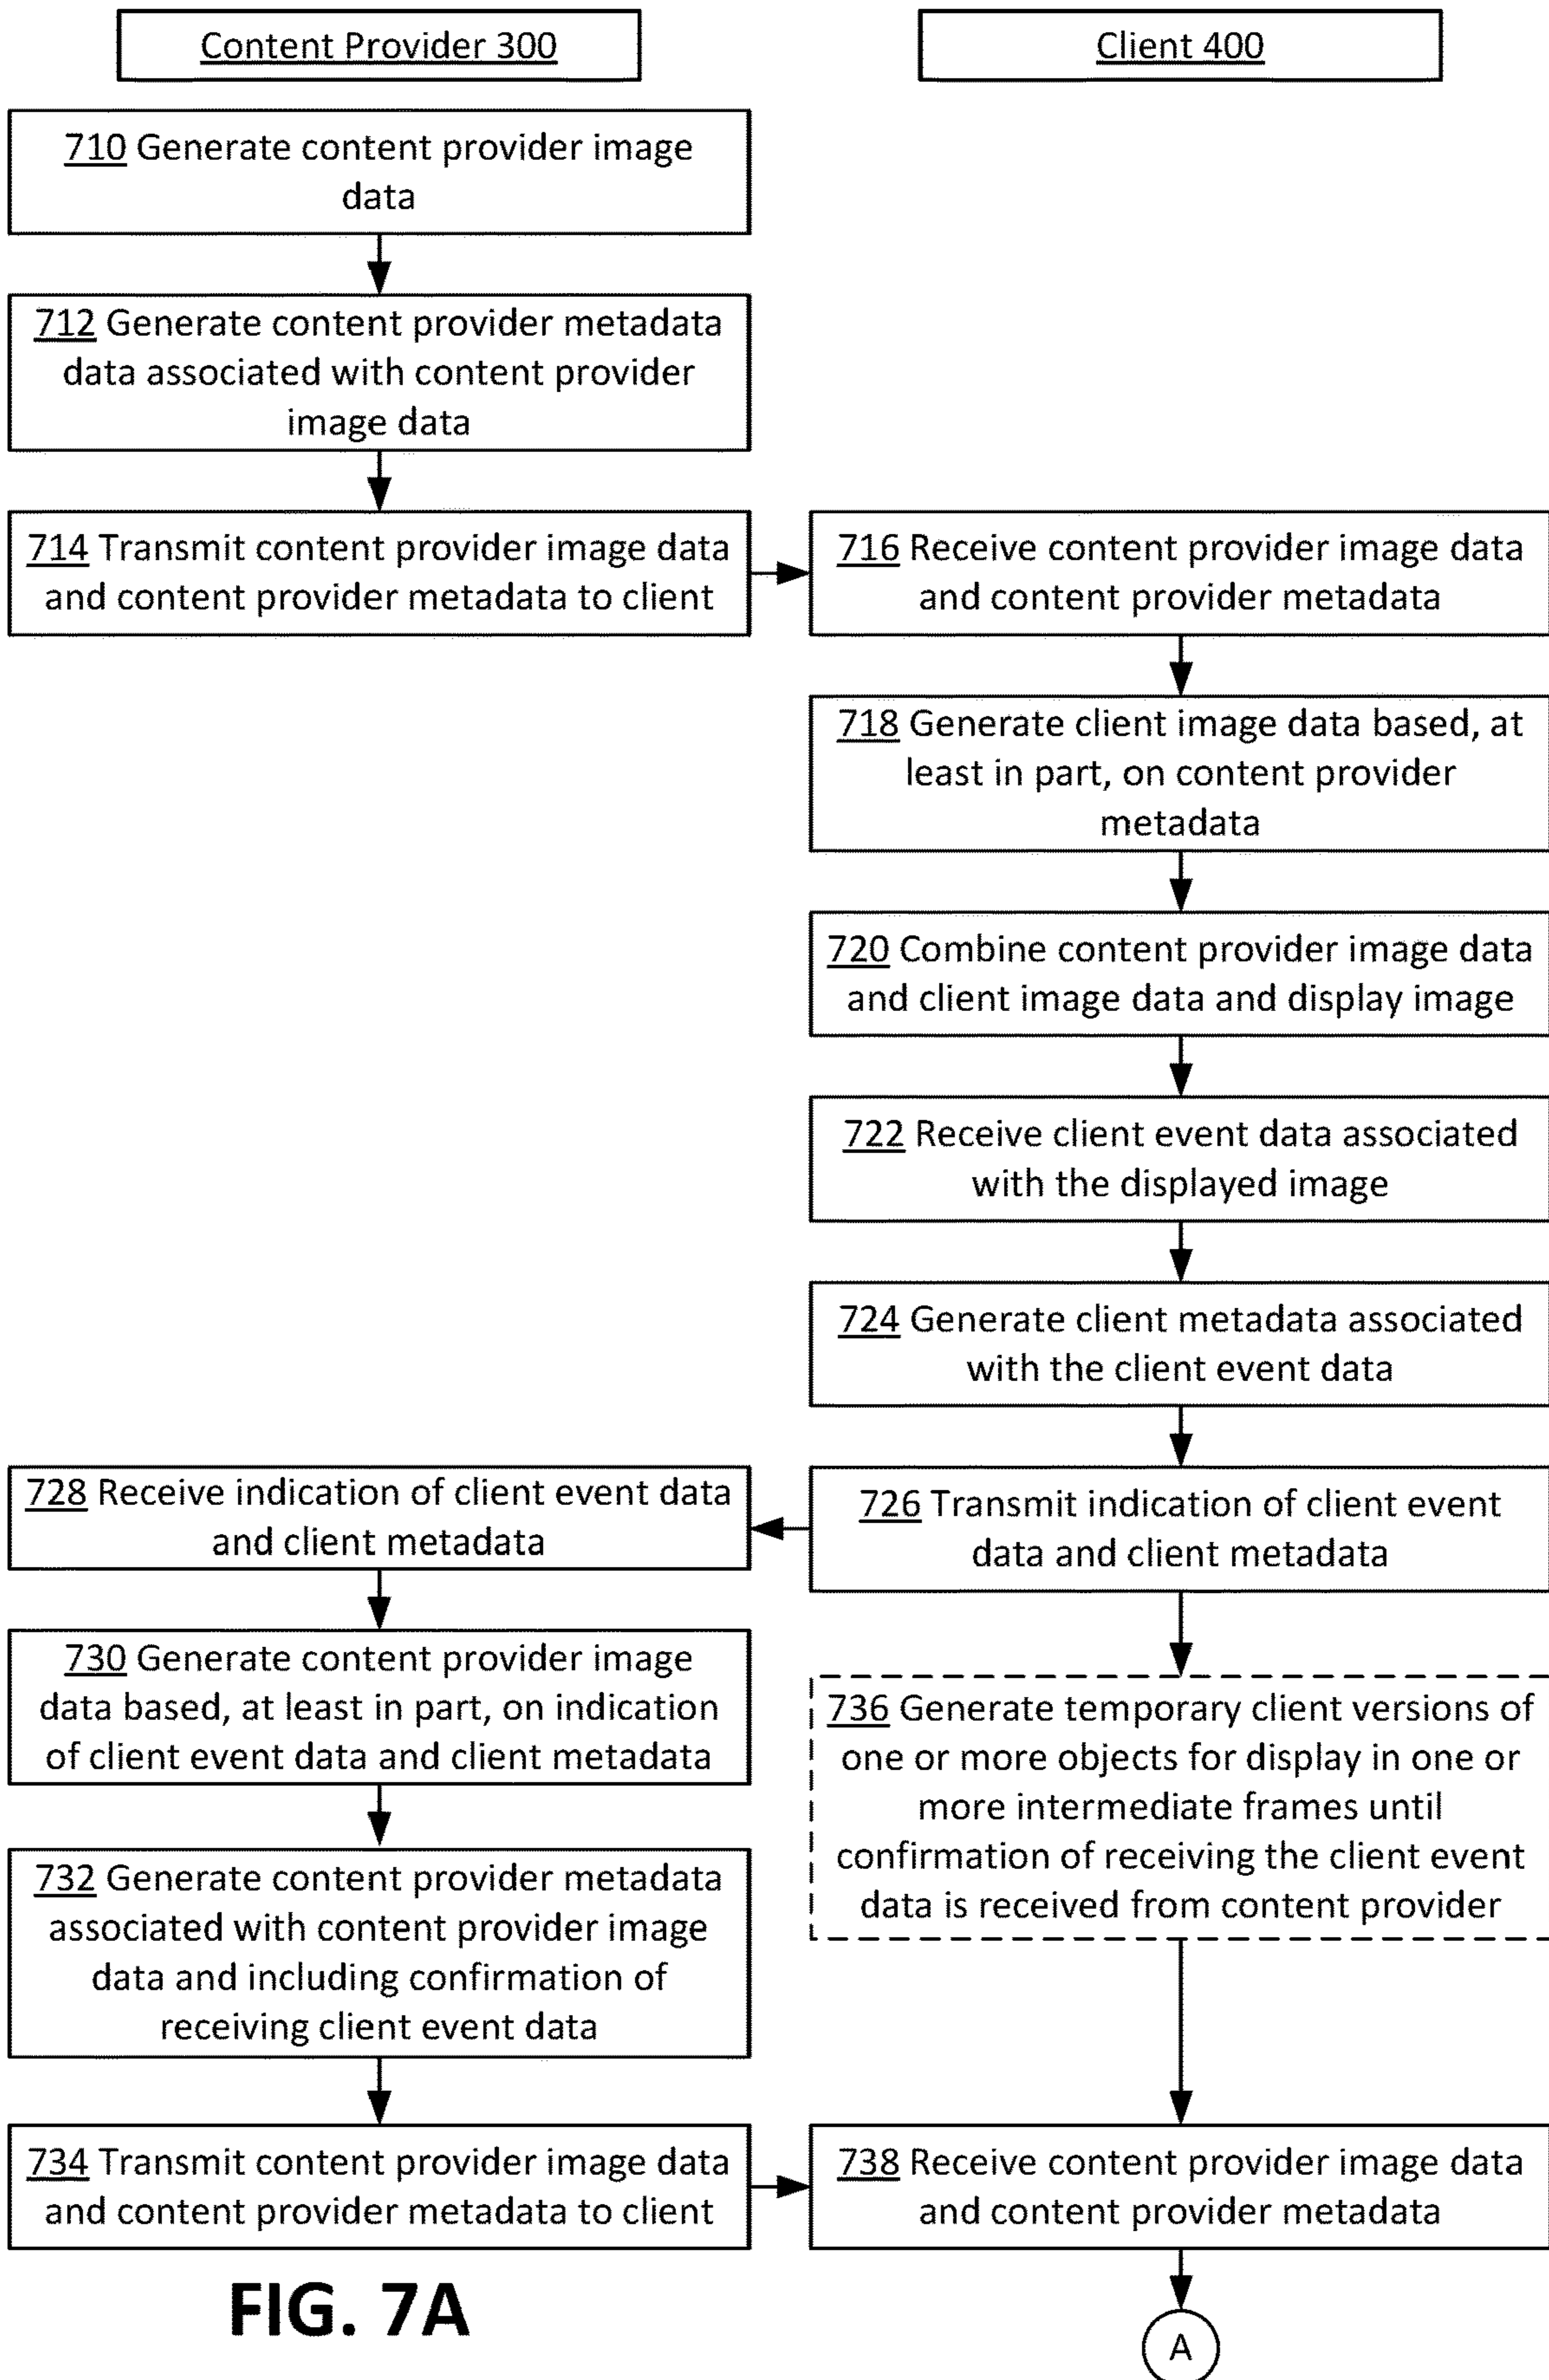 Content Provider 300
Client 400
710 Generate content provider image
data
712 Generate content provider metadata
data associated with content provider
image data
714 Transmit content provider image data
and content provider metadata to client
716 Receive content provider image data
and content provider metadata
718 Generate client image data based, at
least in part, on content provider
metadata
720 Combine content provider image data
and client image data and display image
722 Receive client event data associated
with the displayed image
724 Generate client metadata associated
with the client event data
726 Transmit indication of client event
data and client metadata
728 Receive indication of client event data
and client metadata
730 Generate content provider image
data based, at least in part, on indication
of client event data and client metadata
732 Generate content provider metadata
associated with content provider image
data and including confirmation of
receiving client event data
734 Transmit content provider image data
and content provider metadata to client
736 Generate temporary client versions of
one or more objects for display in one or
more intermediate frames until
confirmation of receiving the client event
data is received from content provider
738 Receive content provider image data
and content provider metadata
A
FIG. 7A